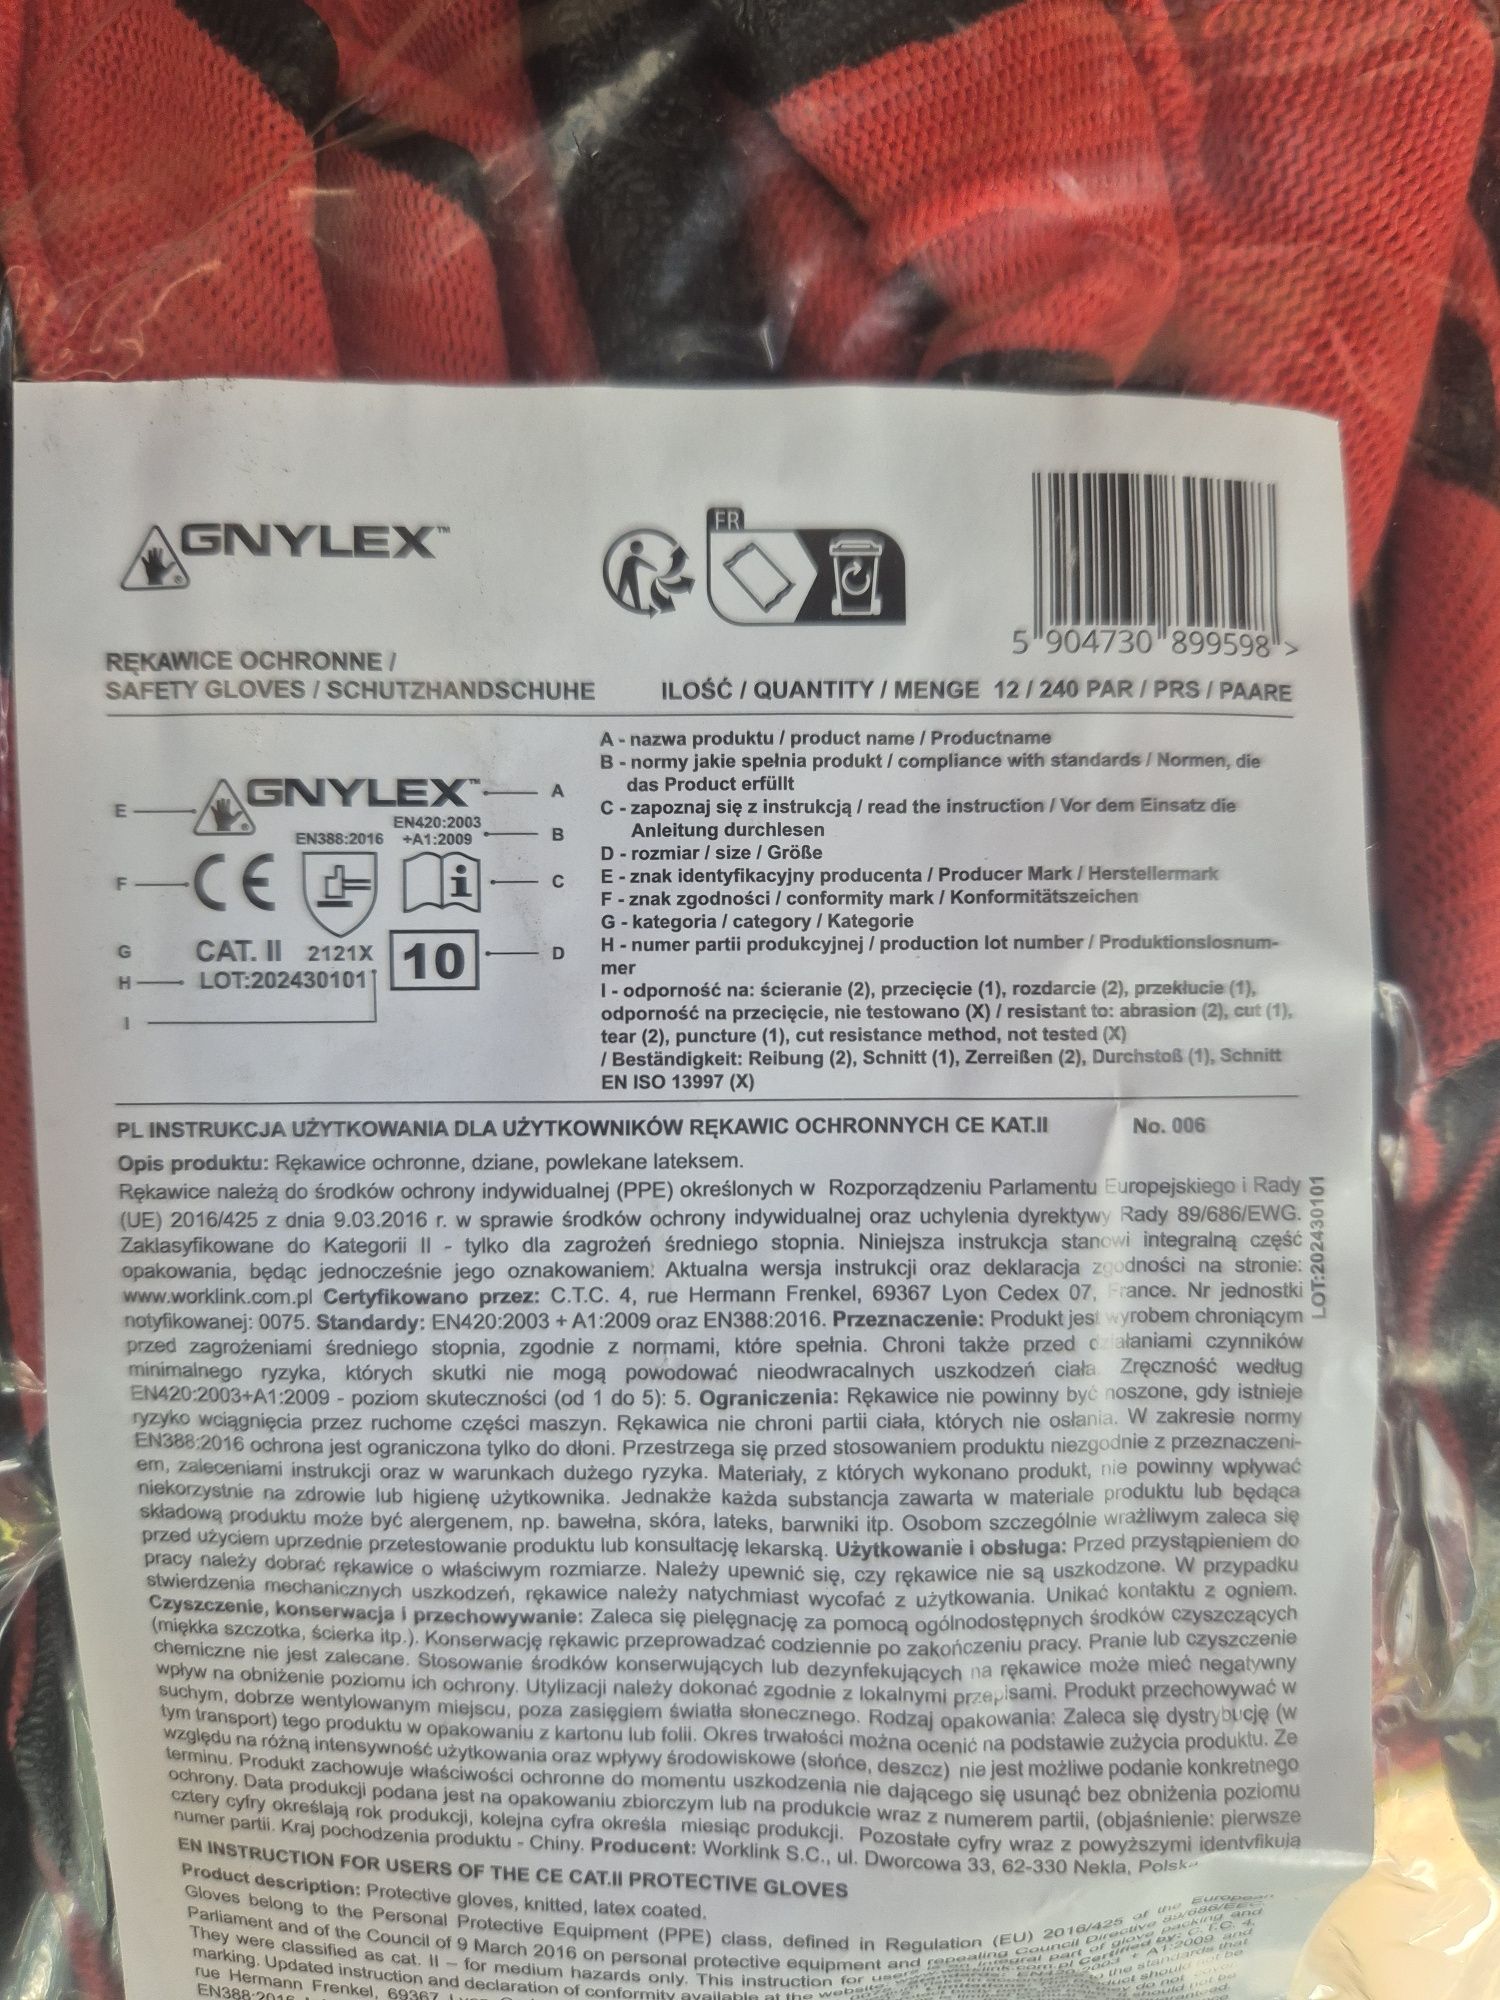 GNYLEX™
FR
5 904730 899598 >
RĘKAWICE OCHRONNE /
SAFETY GLOVES / SCHUTZHANDSCHUHE
ILOŚĆ / QUANTITY / MENGE 12 / 240 PAR / PRS / PAARE
GNYLEX™
EN388:2016
EN420:2003
+A1:2009
CE
i
CAT. II 2121X
10
LOT:202430101
E
F
G
H
I
A
B
C
D
A - nazwa produktu / product name / Productname
B - normy jakie spełnia produkt / compliance with standards / Normen, die
das Product erfüllt
C - zapoznaj się z instrukcją / read the instruction / Vor dem Einsatz die
Anleitung durchlesen
D - rozmiar / size / Größe
E - znak identyfikacyjny producenta / Producer Mark / Herstellermark
F - znak zgodności / conformity mark / Konformitätszeichen
G - kategoria / category / Kategorie
H - numer partii produkcyjnej / production lot number / Produktionslosnum-
mer
I - odporność na: ścieranie (2), przecięcie (1), rozdarcie (2), przekłucie (1),
odporność na przecięcie, nie testowano (X) / resistant to: abrasion (2), cut (1),
tear (2), puncture (1), cut resistance method, not tested (X)
/ Beständigkeit: Reibung (2), Schnitt (1), Zerreißen (2), Durchstoß (1), Schnitt
EN ISO 13997 (X)
PL INSTRUKCJA UŻYTKOWANIA DLA UŻYTKOWNIKÓW RĘKAWIC OCHRONNYCH CE KAT.II No. 006
Opis produktu: Rękawice ochronne, dziane, powlekane lateksem.
Rękawice należą do środków ochrony indywidualnej (PPE) określonych w Rozporządzeniu Parlamentu Europejskiego i Rady
(UE) 2016/425 z dnia 9.03.2016 r. w sprawie środków ochrony indywidualnej oraz uchylenia dyrektywy Rady 89/686/EWG.
Zaklasyfikowane do Kategorii II - tylko dla zagrożeń średniego stopnia. Niniejsza instrukcja stanowi integralną część
opakowania, będąc jednocześnie jego oznakowaniem. Aktualna wersja instrukcji oraz deklaracja zgodności na stronie:
www.worklink.com.pl Certyfikowano przez: C.T.C. 4, rue Hermann Frenkel, 69367 Lyon Cedex 07, France. Nr jednostki
notyfikowanej: 0075. Standardy: EN420:2003 + A1:2009 oraz EN388:2016. Przeznaczenie: Produkt jest wyrobem chroniącym
przed zagrożeniami średniego stopnia, zgodnie z normami, które spełnia. Chroni także przed działaniami czynników
minimalnego ryzyka, których skutki nie mogą powodować nieodwracalnych uszkodzeń ciała. Zręczność według
EN420:2003+A1:2009 - poziom skuteczności (od 1 do 5): 5. Ograniczenia: Rękawice nie powinny być noszone, gdy istnieje
ryzyko wciągnięcia przez ruchome części maszyn. Rękawica nie chroni partii ciała, których nie osłania. W zakresie normy
EN388:2016 ochrona jest ograniczona tylko do dłoni. Przestrzega się przed stosowaniem produktu niezgodnie z przeznaczeni-
em, zaleceniami instrukcji oraz w warunkach dużego ryzyka. Materiały, z których wykonano produkt, nie powinny wpływać
niekorzystnie na zdrowie lub higienę użytkownika. Jednakże każda substancja zawarta w materiale produktu lub będąca
składową produktu może być alergenem, np. bawełna, skóra, lateks, barwniki itp. Osobom szczególnie wrażliwym zaleca się
przed użyciem uprzednie przetestowanie produktu lub konsultację lekarską. Użytkowanie i obsługa: Przed przystąpieniem do
pracy należy dobrać rękawice o właściwym rozmiarze. Należy upewnić się, czy rękawice nie są uszkodzone. W przypadku
stwierdzenia mechanicznych uszkodzeń, rękawice należy natychmiast wycofać z użytkowania. Unikać kontaktu z ogniem.
Czyszczenie, konserwacja i przechowywanie: Zaleca się pielęgnację za pomocą ogólnodostępnych środków czyszczących
(miękka szczotka, ścierka itp.). Konserwację rękawic przeprowadzać codziennie po zakończeniu pracy. Pranie lub czyszczenie
chemiczne nie jest zalecane. Stosowanie środków konserwujących lub dezynfekujących na rękawice może mieć negatywny
wpływ na obniżenie poziomu ich ochrony. Utylizacji należy dokonać zgodnie z lokalnymi przepisami. Produkt przechowywać w
suchym, dobrze wentylowanym miejscu, poza zasięgiem światła słonecznego. Rodzaj opakowania: Zaleca się dystrybucję (w
tym transport) tego produktu w opakowaniu z kartonu lub folii. Okres trwałości można ocenić na podstawie zużycia produktu. Ze
względu na różną intensywność użytkowania oraz wpływy środowiskowe (słońce, deszcz) nie jest możliwe podanie konkretnego
terminu. Produkt zachowuje właściwości ochronne do momentu uszkodzenia nie dającego się usunąć bez obniżenia poziomu
ochrony. Data produkcji podana jest na opakowaniu zbiorczym lub na produkcie wraz z numerem partii, (objaśnienie: pierwsze
cztery cyfry określają rok produkcji, kolejna cyfra określa miesiąc produkcji. Pozostałe cyfry wraz z powyższymi identyfikują
numer partii. Kraj pochodzenia produktu - Chiny. Producent: Worklink S.C., ul. Dworcowa 33, 62-330 Nekla, Polska
LOT:202430101
EN INSTRUCTION FOR USERS OF THE CE CAT.II PROTECTIVE GLOVES
Product description: Protective gloves, knitted, latex coated.
Gloves belong to the Personal Protective Equipment (PPE) class, defined in Regulation (EU) 2016/425 of the European
Parliament and of the Council of 9 March 2016 on personal protective equipment and repealing Council Directive 89/686/EEC
They were classified as cat. II – for medium hazards only. This instruction for users integral part of glove packing and
marking. Updated instruction and declaration of conformity available at the website Certified by: C.T.C. 4,
rue Hermann Frenkel, 69367 + A1:2009 and
EN388:2016 the standards that